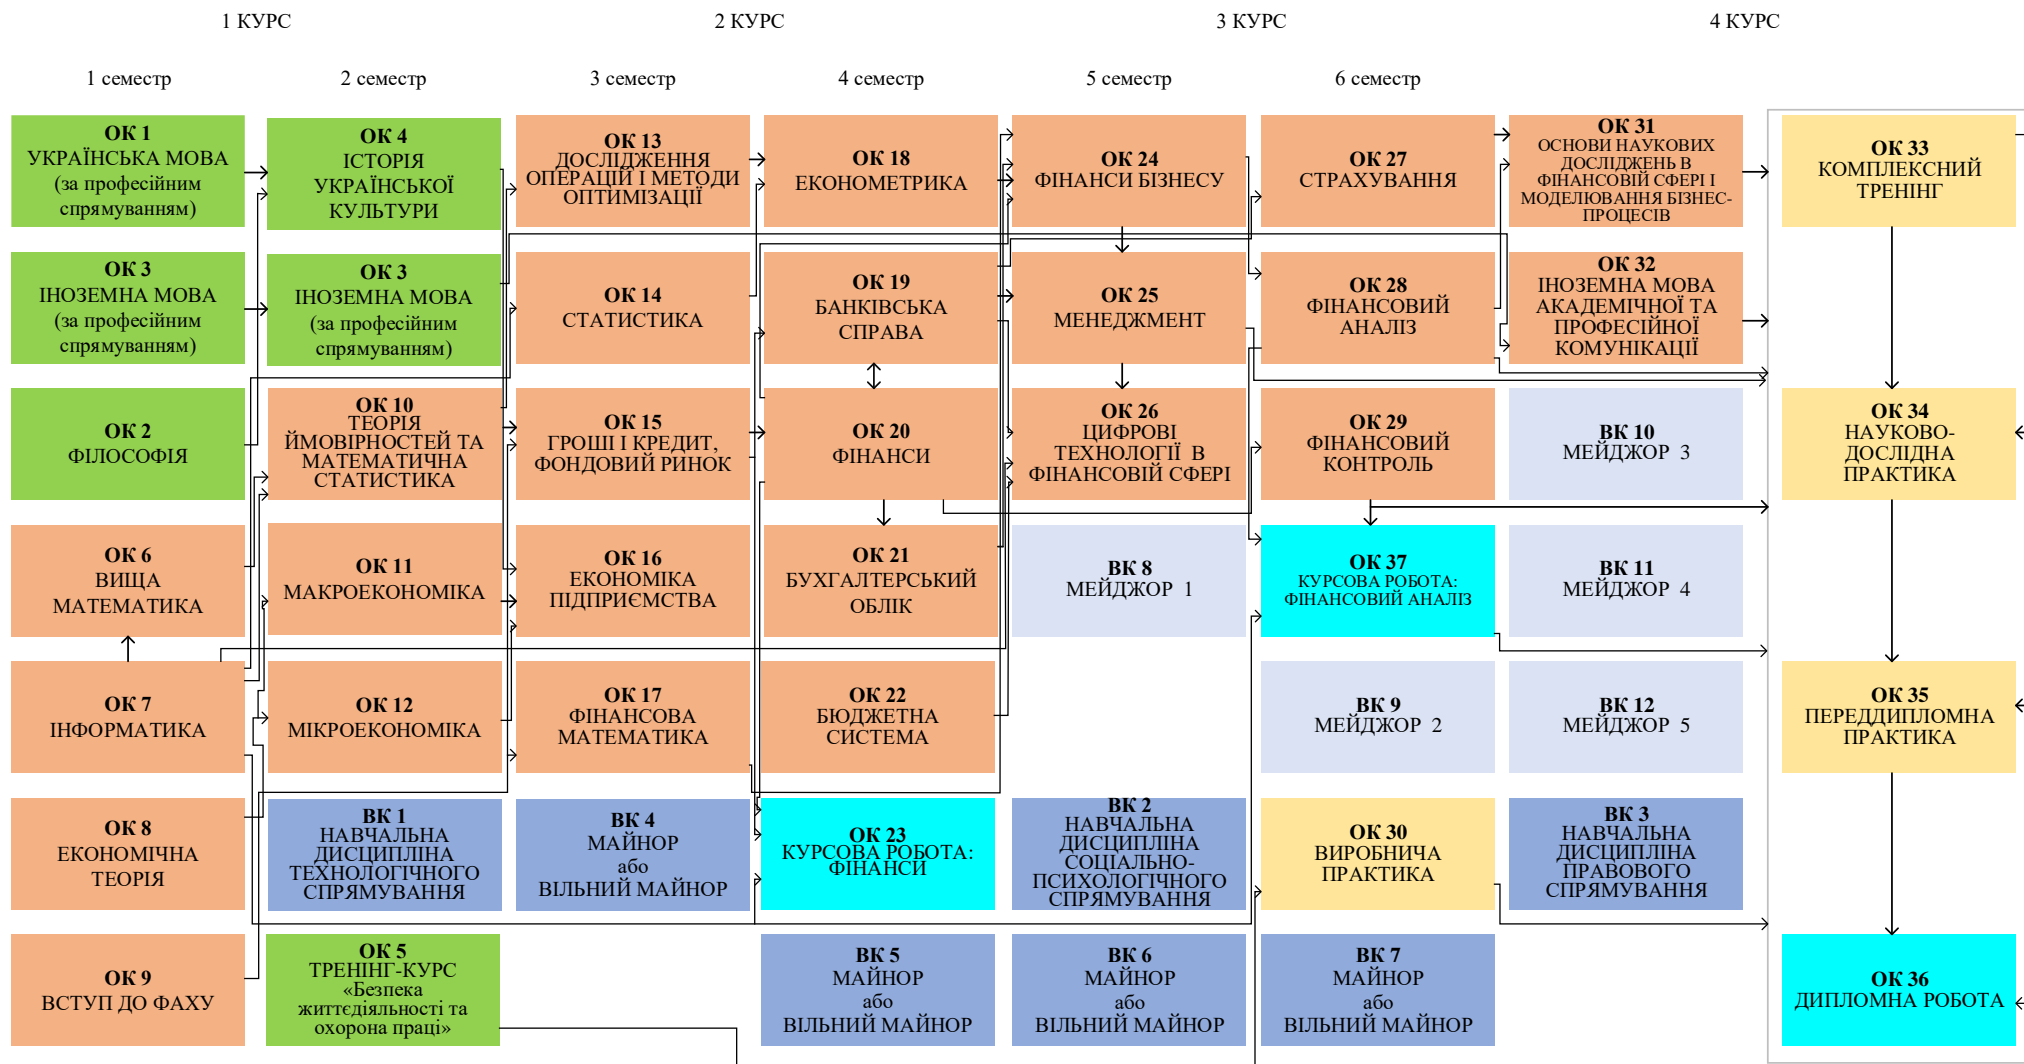 1 КУРС
2 КУРС
3 КУРС
4 КУРС
1 семестр
2 семестр
3 семестр
4 семестр
5 семестр
6 семестр
ОК 1
УКРАЇНСЬКА МОВА
(за професійним
спрямуванням)
ОК 4
ІСТОРІЯ
УКРАЇНСЬКОЇ
КУЛЬТУРИ
ОК 13
ДОСЛІДЖЕННЯ
ОПЕРАЦІЙ І МЕТОДИ
ОПТИМІЗАЦІЇ
ОК 18
ЕКОНОМЕТРИКА
ОК 24
ФІНАНСИ БІЗНЕСУ
ОК 27
СТРАХУВАННЯ
ОК 31
ОСНОВИ НАУКОВИХ
ДОСЛІДЖЕНЬ В
ФІНАНСОВІЙ СФЕРІ І
МОДЕЛЮВАННЯ БІЗНЕС-
ПРОЦЕСІВ
ОК 33
КОМПЛЕКСНИЙ
ТРЕНІНГ
ОК 3
ІНОЗЕМНА МОВА
(за професійним
спрямуванням)
ОК 3
ІНОЗЕМНА МОВА
(за професійним
спрямуванням)
ОК 14
СТАТИСТИКА
ОК 19
БАНКІВСЬКА
СПРАВА
ОК 25
МЕНЕДЖМЕНТ
ОК 28
ФІНАНСОВИЙ
АНАЛІЗ
ОК 32
ІНОЗЕМНА МОВА
АКАДЕМІЧНОЇ ТА
ПРОФЕСІЙНОЇ
КОМУНІКАЦІЇ
ОК 2
ФІЛОСОФІЯ
ОК 10
ТЕОРІЯ
ЙМОВІРНОСТЕЙ ТА
МАТЕМАТИЧНА
СТАТИСТИКА
ОК 15
ГРОШІ І КРЕДИТ,
ФОНДОВИЙ РИНОК
ОК 20
ФІНАНСИ
ОК 26
ЦИФРОВІ
ТЕХНОЛОГІЇ В
ФІНАНСОВІЙ СФЕРІ
ОК 29
ФІНАНСОВИЙ
КОНТРОЛЬ
ВК 10
МЕЙДЖОР 3
ОК 34
НАУКОВО-
ДОСЛІДНА
ПРАКТИКА
ОК 6
ВИЩА
МАТЕМАТИКА
ОК 11
МАКРОЕКОНОМІКА
ОК 16
ЕКОНОМІКА
ПІДПРИЄМСТВА
ОК 21
БУХГАЛТЕРСЬКИЙ
ОБЛІК
ВК 8
МЕЙДЖОР 1
ОК 37
КУРСОВА РОБОТА:
ФІНАНСОВИЙ АНАЛІЗ
ВК 11
МЕЙДЖОР 4
ОК 7
ІНФОРМАТИКА
ОК 12
МІКРОЕКОНОМІКА
ОК 17
ФІНАНСОВА
МАТЕМАТИКА
ОК 22
БЮДЖЕТНА
СИСТЕМА
ВК 9
МЕЙДЖОР 2
ВК 12
МЕЙДЖОР 5
ОК 35
ПЕРЕДДИПЛОМНА
ПРАКТИКА
ОК 8
ЕКОНОМІЧНА
ТЕОРІЯ
ВК 1
НАВЧАЛЬНА
ДИСЦИПЛІНА
ТЕХНОЛОГІЧНОГО
СПРЯМУВАННЯ
ВК 4
МАЙНОР
або
ВІЛЬНИЙ МАЙНОР
ОК 23
КУРСОВА РОБОТА:
ФІНАНСИ
ВК 2
НАВЧАЛЬНА
ДИСЦИПЛІНА
СОЦІАЛЬНО-
ПСИХОЛОГІЧНОГО
СПРЯМУВАННЯ
ОК 30
ВИРОБНИЧА
ПРАКТИКА
ВК 3
НАВЧАЛЬНА
ДИСЦИПЛІНА
ПРАВОВОГО
СПРЯМУВАННЯ
ОК 9
ВСТУП ДО ФАХУ
ОК 5
ТРЕНІНГ-КУРС
«Безпека
життєдіяльності та
охорона праці»
ВК 5
МАЙНОР
або
ВІЛЬНИЙ МАЙНОР
ВК 6
МАЙНОР
або
ВІЛЬНИЙ МАЙНОР
ВК 7
МАЙНОР
або
ВІЛЬНИЙ МАЙНОР
ОК 36
ДИПЛОМНА РОБОТА